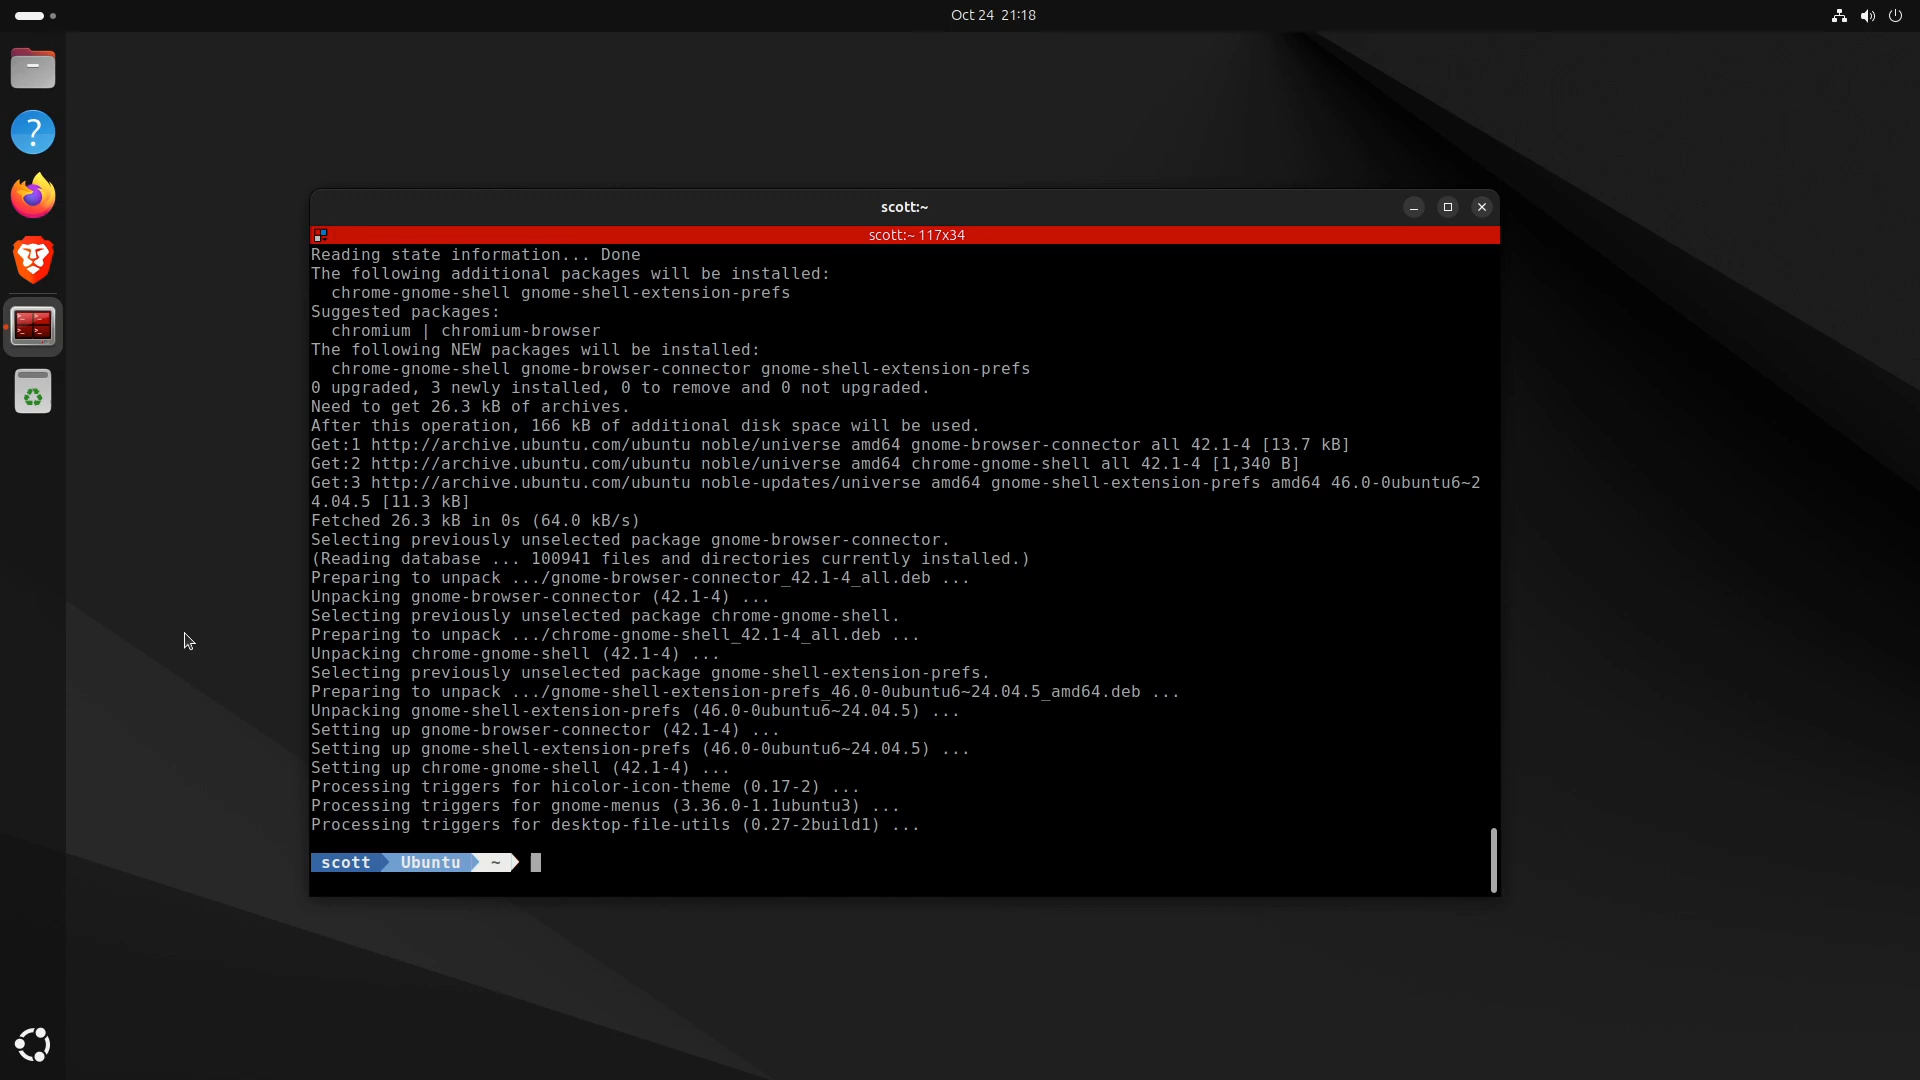 Oct 24 21:18
scott:~
scott:~ 117x34
Reading state information... Done
The following additional packages will be installed:
  chrome-gnome-shell gnome-shell-extension-prefs
Suggested packages:
  chromium | chromium-browser
The following NEW packages will be installed:
  chrome-gnome-shell gnome-browser-connector gnome-shell-extension-prefs
0 upgraded, 3 newly installed, 0 to remove and 0 not upgraded.
Need to get 26.3 kB of archives.
After this operation, 166 kB of additional disk space will be used.
Get:1 http://archive.ubuntu.com/ubuntu noble/universe amd64 gnome-browser-connector all 42.1-4 [13.7 kB]
Get:2 http://archive.ubuntu.com/ubuntu noble/universe amd64 chrome-gnome-shell all 42.1-4 [1,340 B]
Get:3 http://archive.ubuntu.com/ubuntu noble-updates/universe amd64 gnome-shell-extension-prefs amd64 46.0-0ubuntu6~2
4.04.5 [11.3 kB]
Fetched 26.3 kB in 0s (64.0 kB/s)
Selecting previously unselected package gnome-browser-connector.
(Reading database ... 100941 files and directories currently installed.)
Preparing to unpack .../gnome-browser-connector_42.1-4_all.deb ...
Unpacking gnome-browser-connector (42.1-4) ...
Selecting previously unselected package chrome-gnome-shell.
Preparing to unpack .../chrome-gnome-shell_42.1-4_all.deb ...
Unpacking chrome-gnome-shell (42.1-4) ...
Selecting previously unselected package gnome-shell-extension-prefs.
Preparing to unpack .../gnome-shell-extension-prefs_46.0-0ubuntu6~24.04.5_amd64.deb ...
Unpacking gnome-shell-extension-prefs (46.0-0ubuntu6~24.04.5) ...
Setting up gnome-browser-connector (42.1-4) ...
Setting up gnome-shell-extension-prefs (46.0-0ubuntu6~24.04.5) ...
Setting up chrome-gnome-shell (42.1-4) ...
Processing triggers for hicolor-icon-theme (0.17-2) ...
Processing triggers for gnome-menus (3.36.0-1.1ubuntu3) ...
Processing triggers for desktop-file-utils (0.27-2build1) ...
scott Ubuntu ~